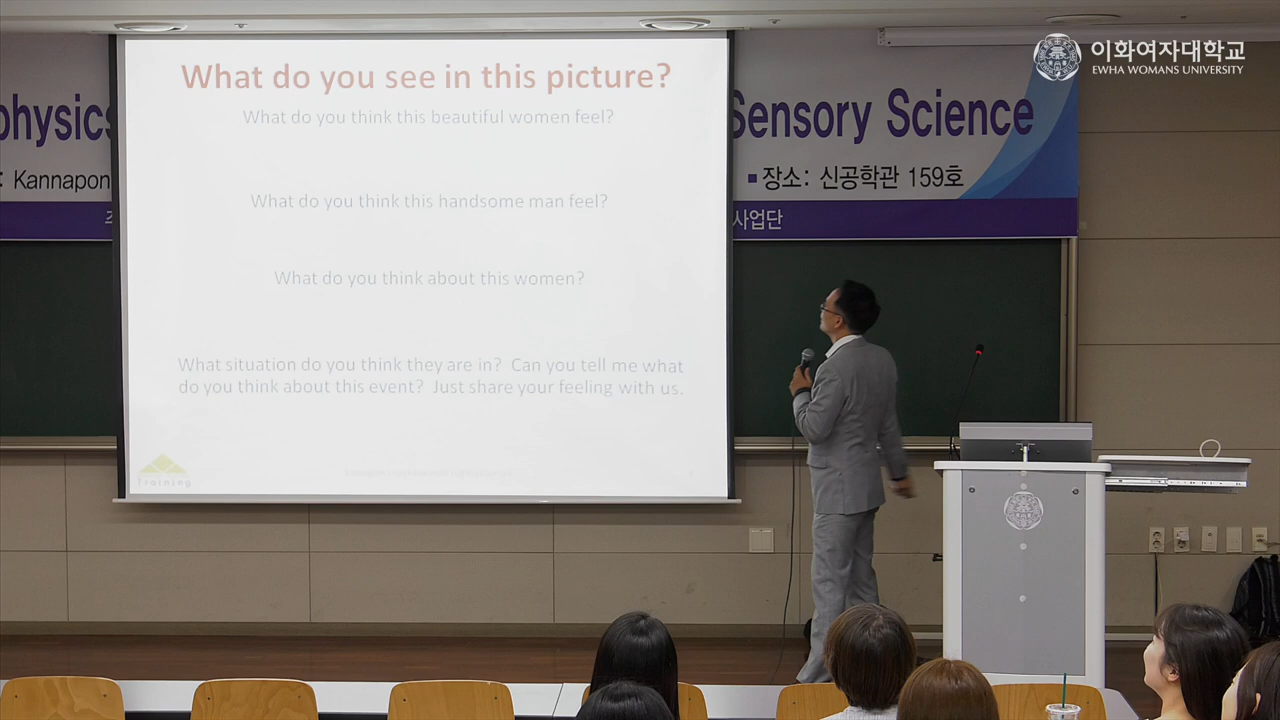 이화여자대학교
EWHA WOMANS UNIVERSITY
What do you see in this picture?
What do you think this beautiful women feel?
What do you think this handsome man feel?
What do you think about this women?
What situation do you think they are in? Can you tell me what
do you think about this event? Just share your feeling with us.
Training
physics
Sensory Science
: Kannapon
■ 장소: 신공학관 159호
사업단